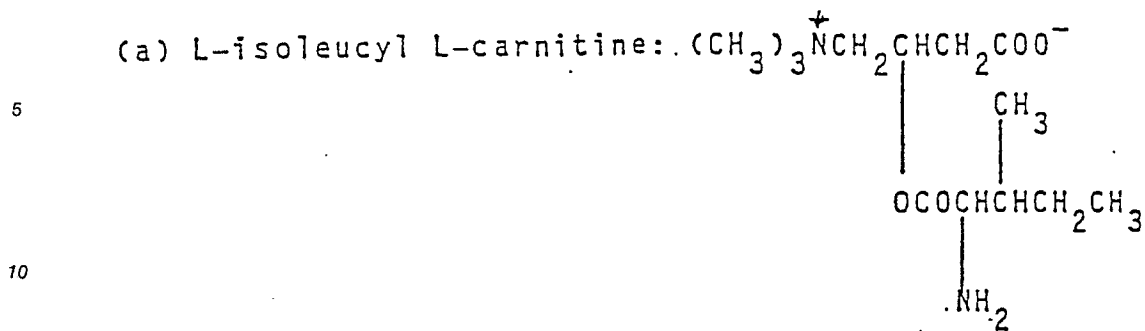 (a) L-isoleucyl L-carnitine: (CH₃)₃N⁺CH₂CHCH₂COO⁻
5
CH₃
OCOCHCHCH₂CH₃
10
NH₂